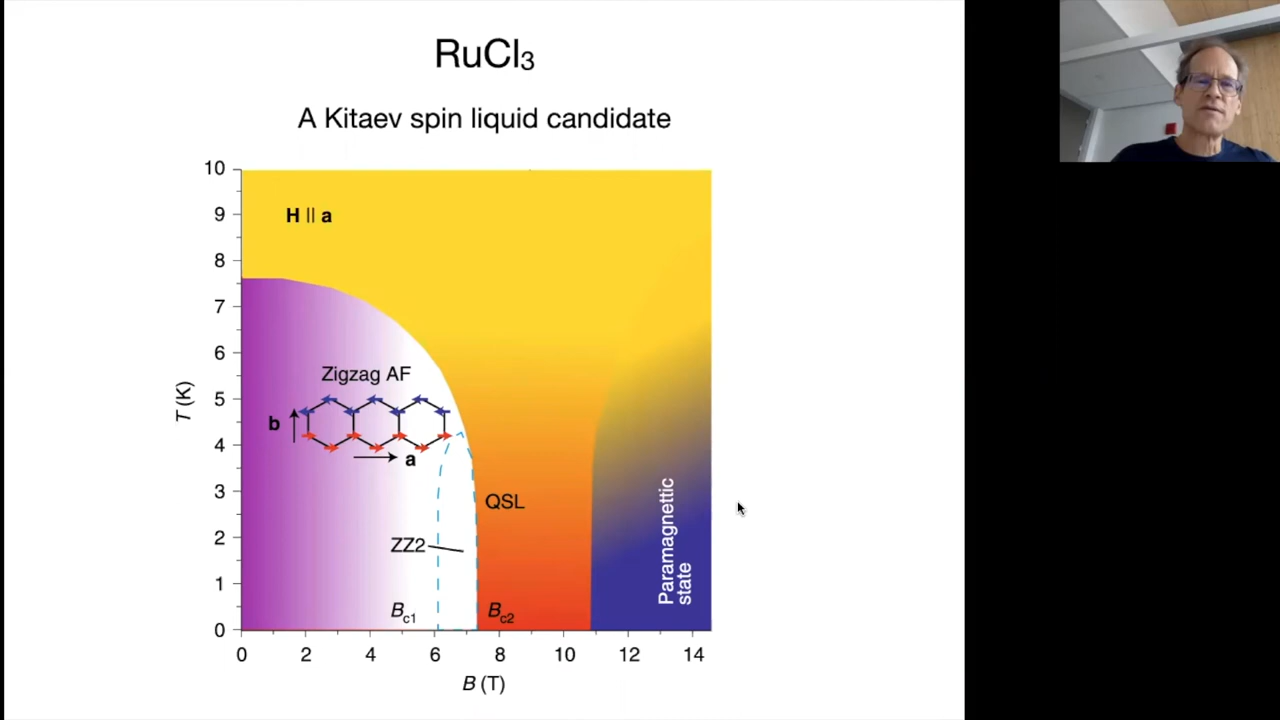 RuCl₃
A Kitaev spin liquid candidate
10
9
8
7
6
5
4
3
2
1
0
T (K)
H || a
Zigzag AF
b
a
QSL
ZZ2
Bc1
Bc2
Paramagnettic
state
0 2 4 6 8 10 12 14
B (T)